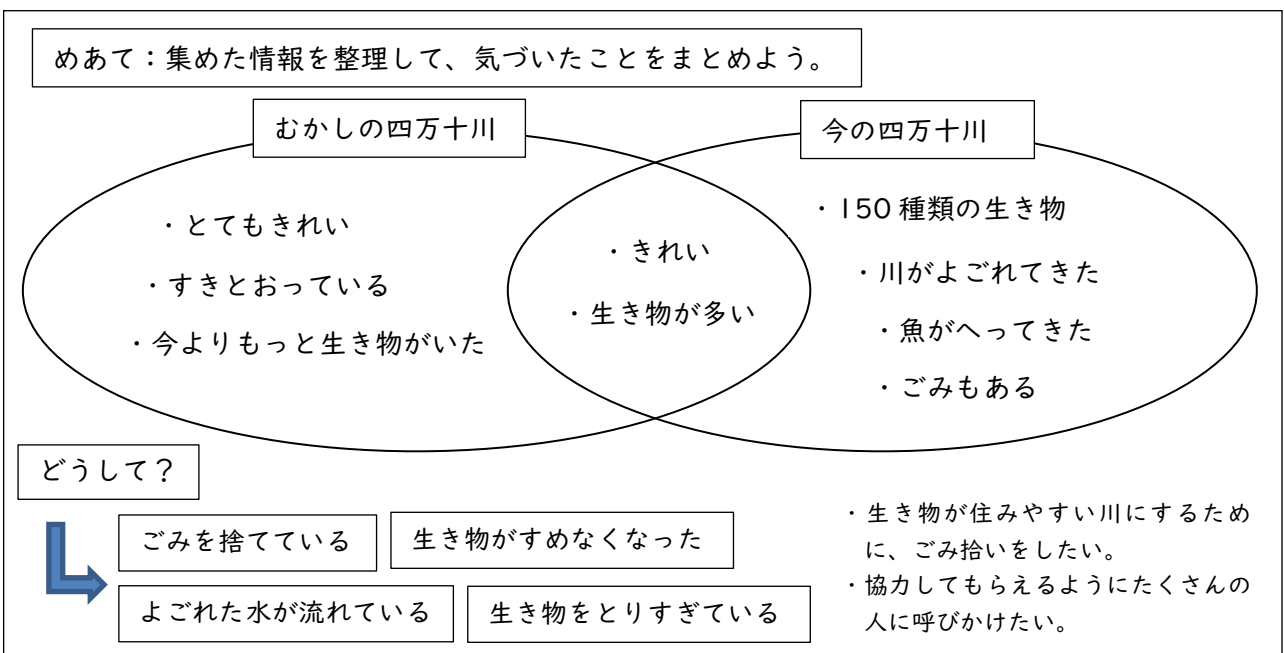 めあて：集めた情報を整理して、気づいたことをまとめよう。
むかしの四万十川
今の四万十川
・とてもきれい
・すきとおっている
・今よりもっと生き物がいた
・きれい
・生き物が多い
・150種類の生き物
・川がよごれてきた
・魚がへってきた
・ごみもある
どうして？
ごみを捨てている
生き物がすめなくなった
よごれた水が流れている
生き物をとりすぎている
・生き物が住みやすい川にするため
に、ごみ拾いをしたい。
・協力してもらえるようにたくさんの
人に呼びかけたい。